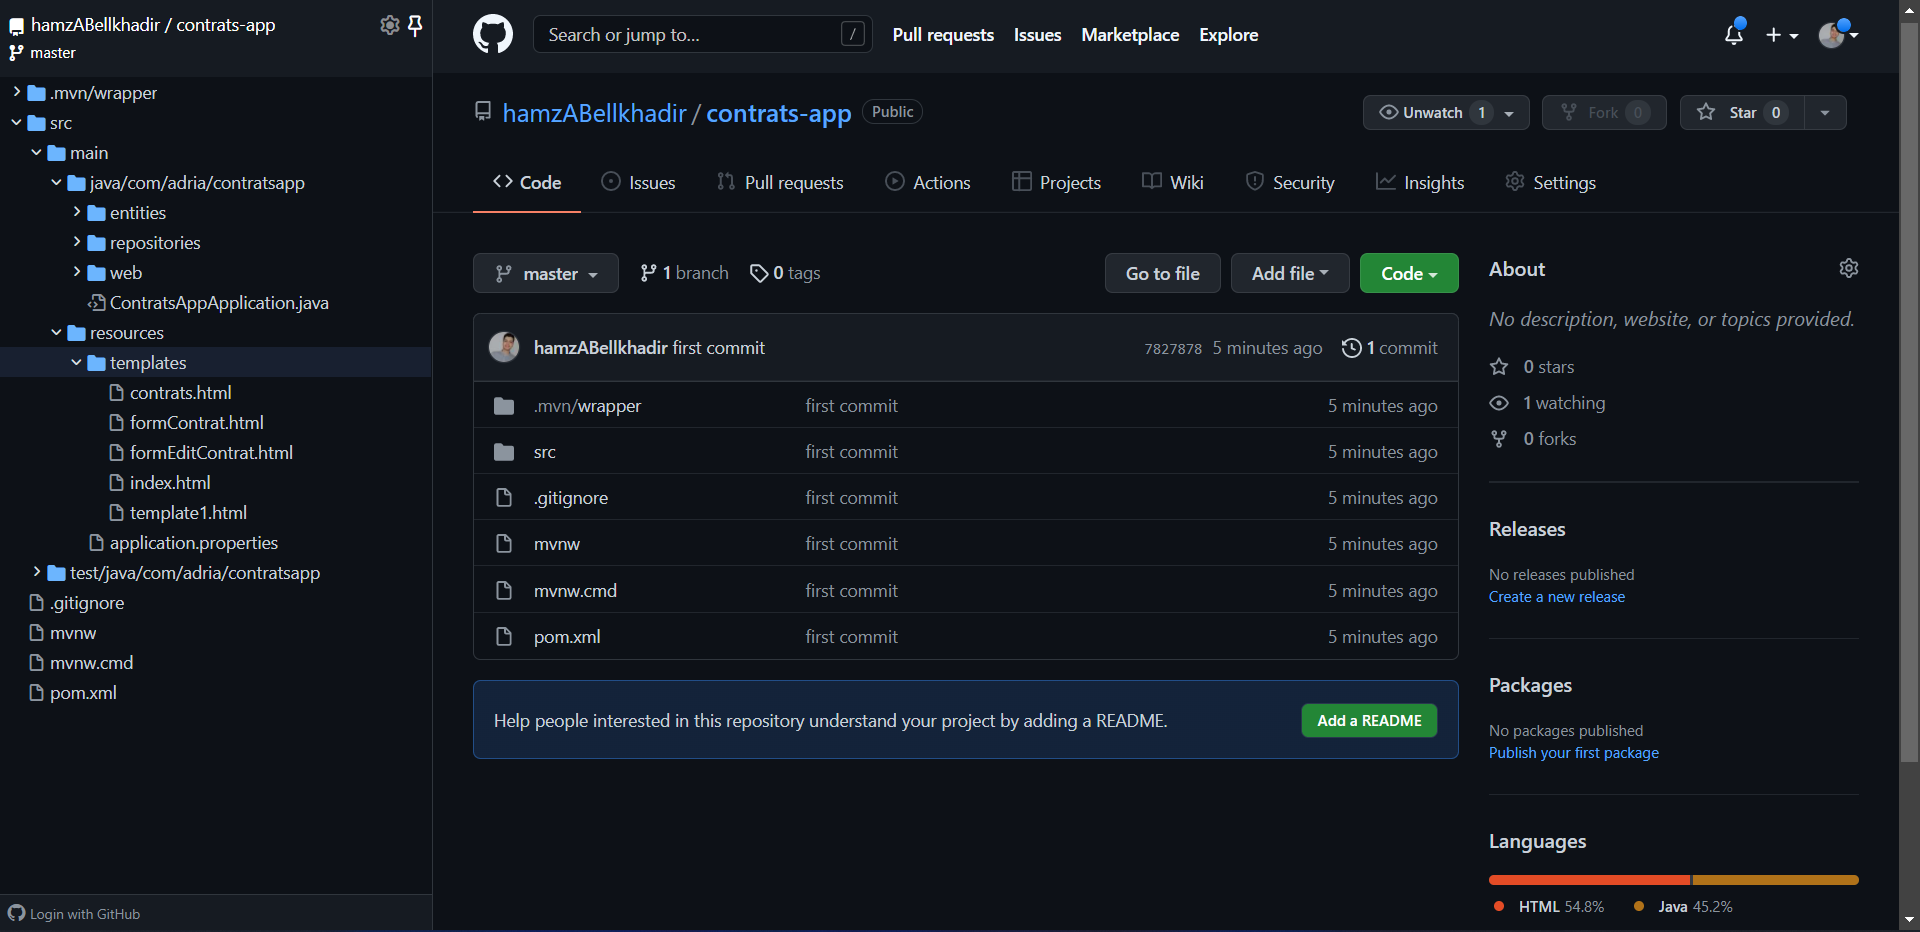 hamzABellkhadir / contrats-app
master
.mvn/wrapper
src
main
java/com/adria/contratsapp
entities
repositories
web
ContratsAppApplication.java
resources
templates
contrats.html
formContrat.html
formEditContrat.html
index.html
template1.html
application.properties
test/java/com/adria/contratsapp
.gitignore
mvnw
mvnw.cmd
pom.xml
Login with GitHub
Search or jump to... /
Pull requests Issues Marketplace Explore
hamzABellkhadir / contrats-app Public
Unwatch 1 Fork 0 Star 0
Code Issues Pull requests Actions Projects Wiki Security Insights Settings
master 1 branch 0 tags Go to file Add file Code
hamzABellkhadir first commit 7827878 5 minutes ago 1 commit
.mvn/wrapper first commit 5 minutes ago
src first commit 5 minutes ago
.gitignore first commit 5 minutes ago
mvnw first commit 5 minutes ago
mvnw.cmd first commit 5 minutes ago
pom.xml first commit 5 minutes ago
Help people interested in this repository understand your project by adding a README. Add a README
About
No description, website, or topics provided.
0 stars
1 watching
0 forks
Releases
No releases published
Create a new release
Packages
No packages published
Publish your first package
Languages
HTML 54.8% Java 45.2%